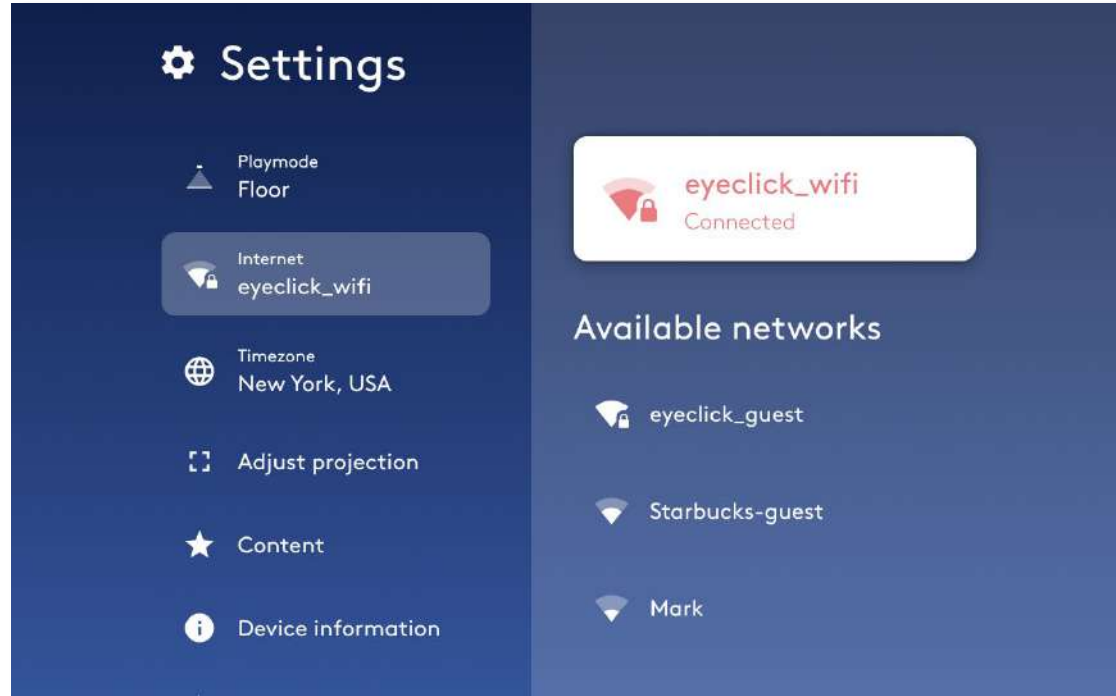 Settings
Playmode
Floor
Internet
eyeclick_wifi
Timezone
New York, USA
Adjust projection
Content
Device information
eyeclick_wifi
Connected
Available networks
eyeclick_guest
Starbucks-guest
Mark